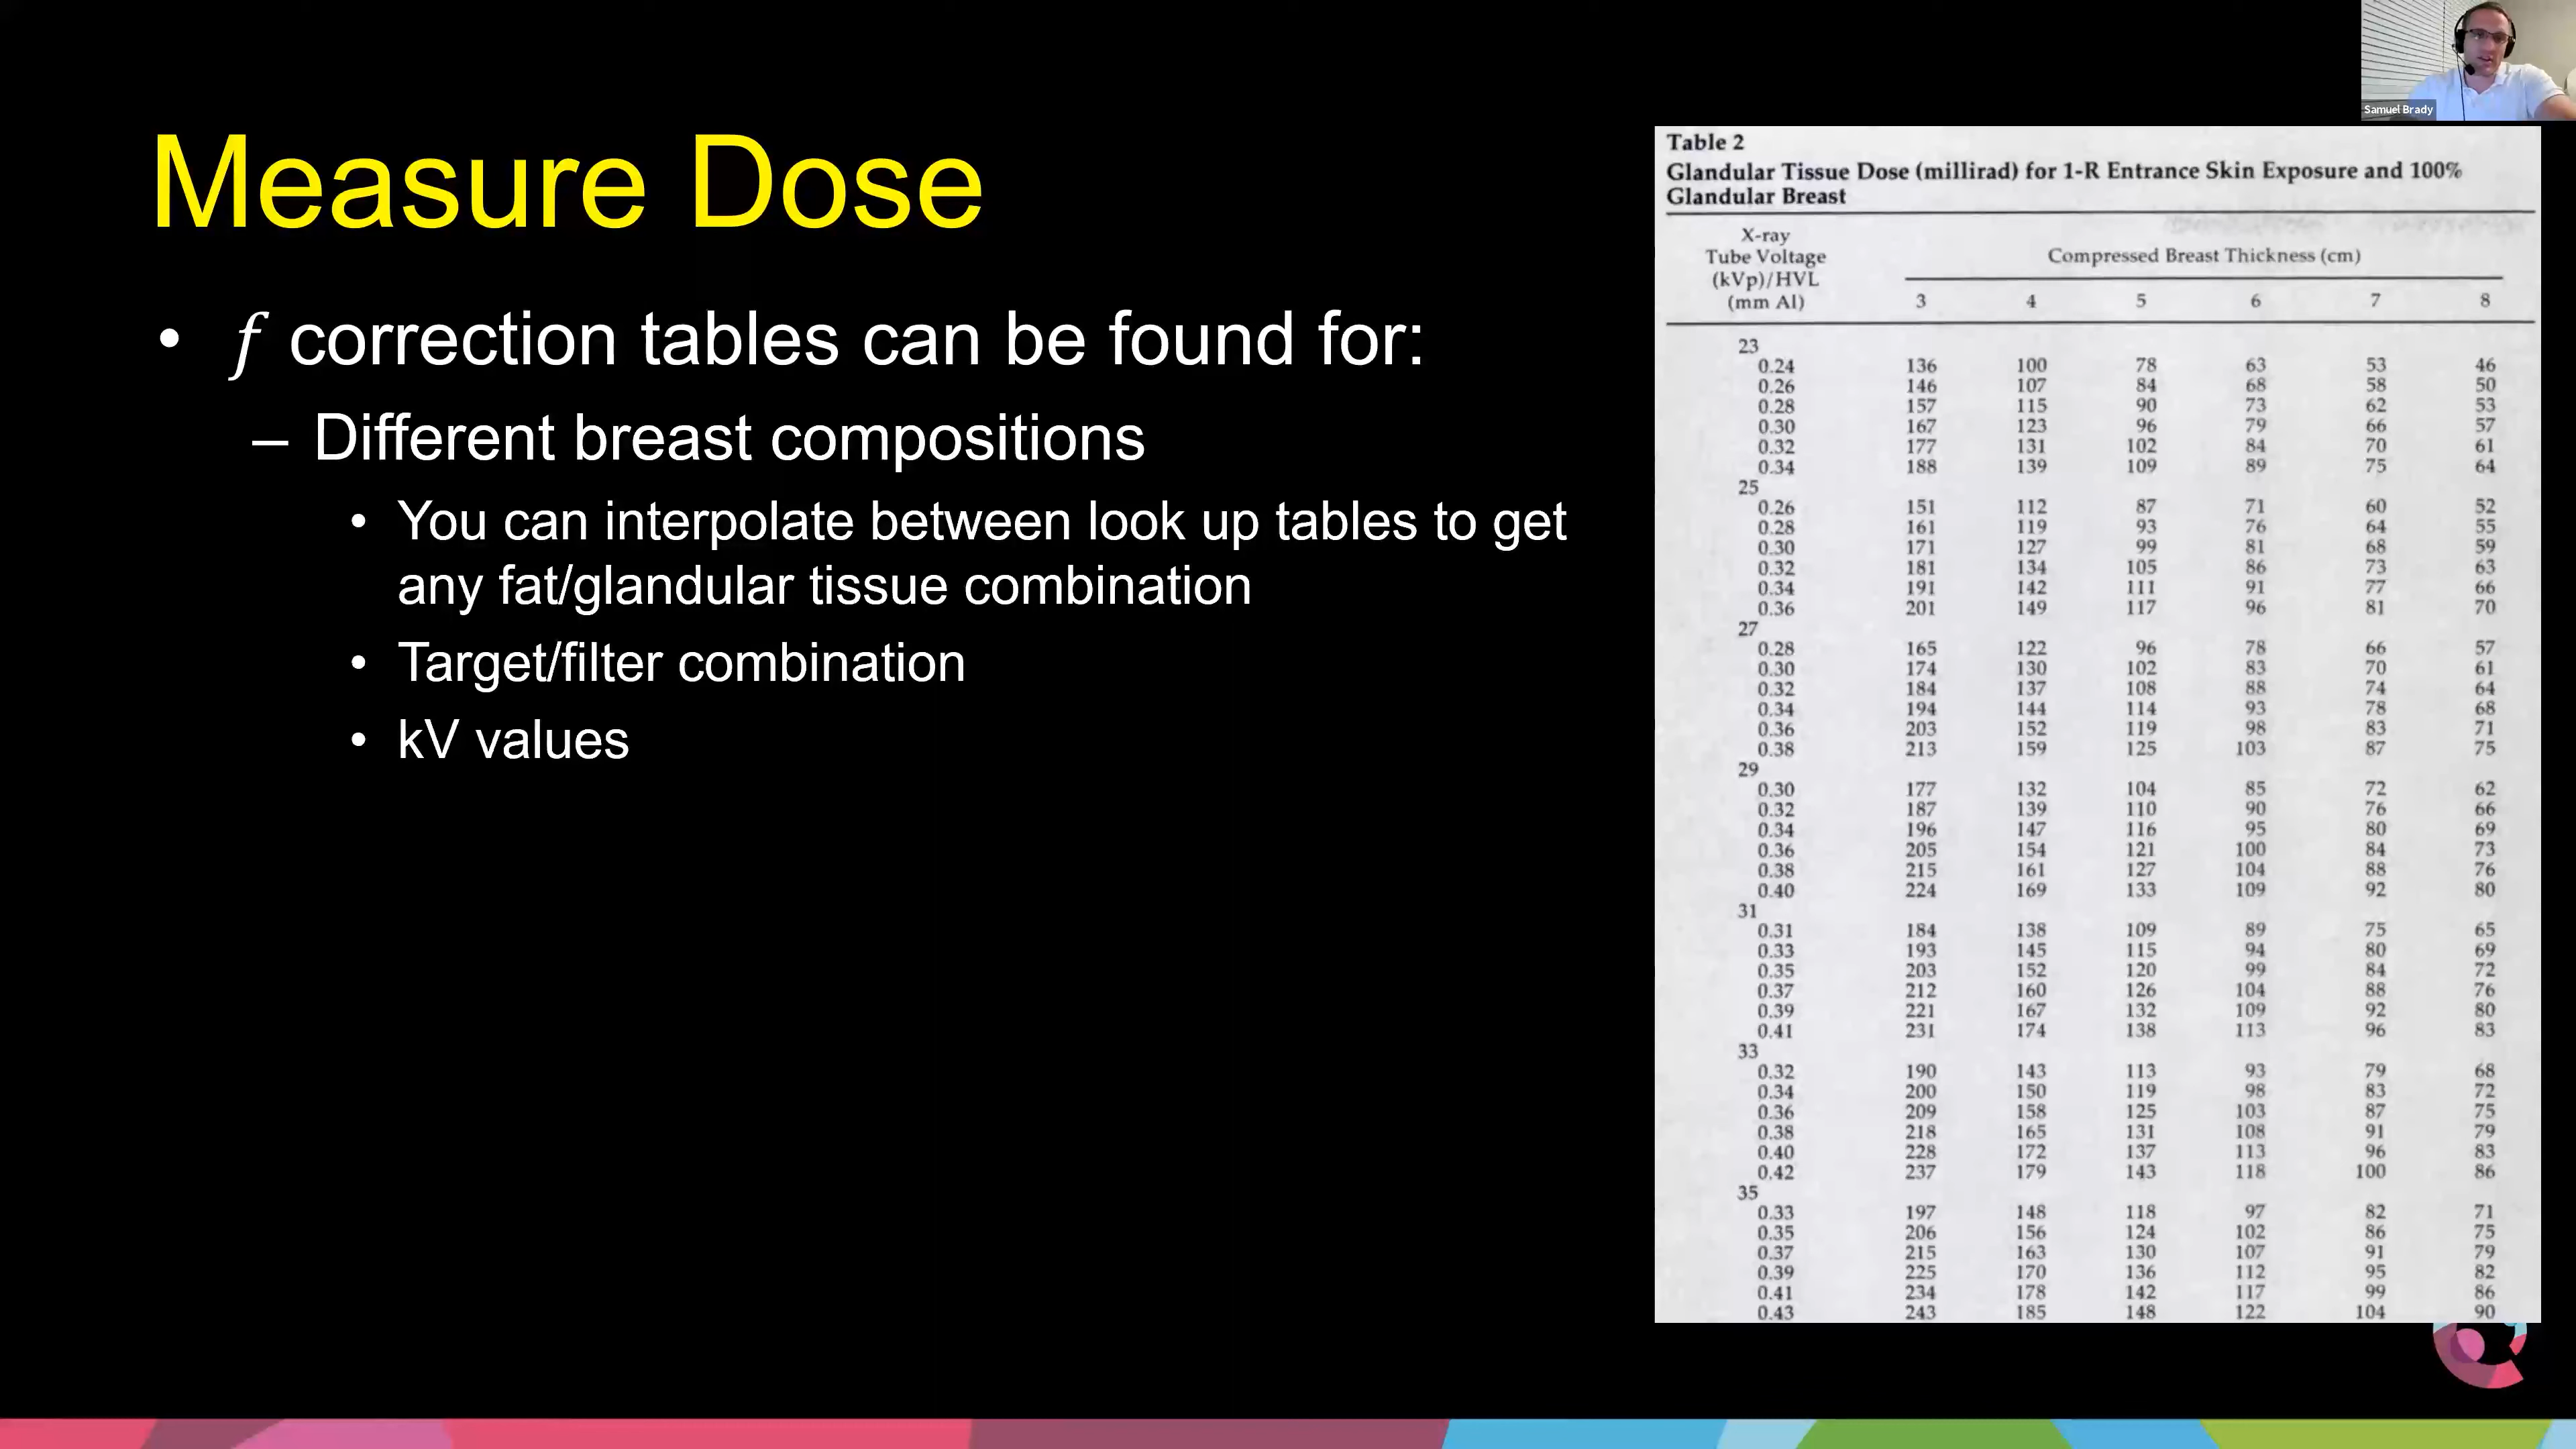 Samuel Brady
Measure Dose
• f correction tables can be found for:
– Different breast compositions
• You can interpolate between look up tables to get
any fat/glandular tissue combination
• Target/filter combination
• kV values
Table 2
Glandular Tissue Dose (millirad) for 1-R Entrance Skin Exposure and 100%
Glandular Breast
X-ray
Tube Voltage
(kVp)/HVL
(mm Al)
Compressed Breast Thickness (cm)
3 4 5 6 7 8
23
0.24 136 100 78 63 53 46
0.26 146 107 84 68 58 50
0.28 157 115 90 73 62 53
0.30 167 123 96 79 66 57
0.32 177 131 102 84 70 61
0.34 188 139 109 89 75 64
25
0.26 151 112 87 71 60 52
0.28 161 119 93 76 64 55
0.30 171 127 99 81 68 59
0.32 181 134 105 86 73 63
0.34 191 142 111 91 77 66
0.36 201 149 117 96 81 70
27
0.28 165 122 96 78 66 57
0.30 174 130 102 83 70 61
0.32 184 137 108 88 74 64
0.34 194 144 114 93 78 68
0.36 203 152 119 98 83 71
0.38 213 159 125 103 87 75
29
0.30 177 132 104 85 72 62
0.32 187 139 110 90 76 66
0.34 196 147 116 95 80 69
0.36 205 154 121 100 84 73
0.38 215 161 127 104 88 76
0.40 224 169 133 109 92 80
31
0.31 184 138 109 89 75 65
0.33 193 145 115 94 80 69
0.35 203 152 120 99 84 72
0.37 212 160 126 104 88 76
0.39 221 167 132 109 92 80
0.41 231 174 138 113 96 83
33
0.32 190 143 113 93 79 68
0.34 200 150 119 98 83 72
0.36 209 158 125 103 87 75
0.38 218 165 131 108 91 79
0.40 228 172 137 113 96 83
0.42 237 179 143 118 100 86
35
0.33 197 148 118 97 82 71
0.35 206 156 124 102 86 75
0.37 215 163 130 107 91 79
0.39 225 170 136 112 95 82
0.41 234 178 142 117 99 86
0.43 243 185 148 122 104 90